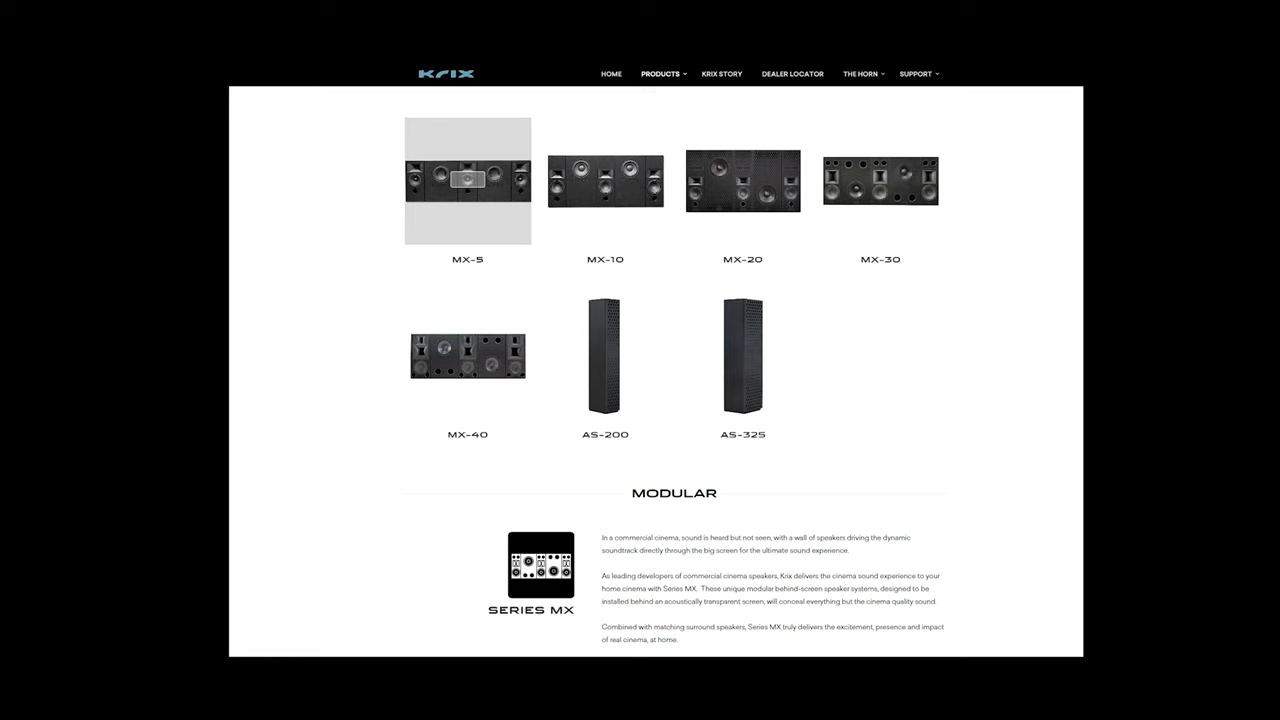 KRIX
HOME PRODUCTS KRIX STORY DEALER LOCATOR THE HORN SUPPORT
MX-5 MX-10 MX-20 MX-30
MX-40 AS-200 AS-325
MODULAR
SERIES MX
In a commercial cinema, sound is heard but not seen, with a wall of speakers driving the dynamic
soundtrack directly through the big screen for the ultimate sound experience.
As leading developers of commercial cinema speakers, Krix delivers the cinema sound experience to your
home cinema with Series MX. These unique modular behind-screen speaker systems, designed to be
installed behind an acoustically transparent screen, will conceal everything but the cinema quality sound.
Combined with matching surround speakers, Series MX truly delivers the excitement, presence and impact
of real cinema, at home.